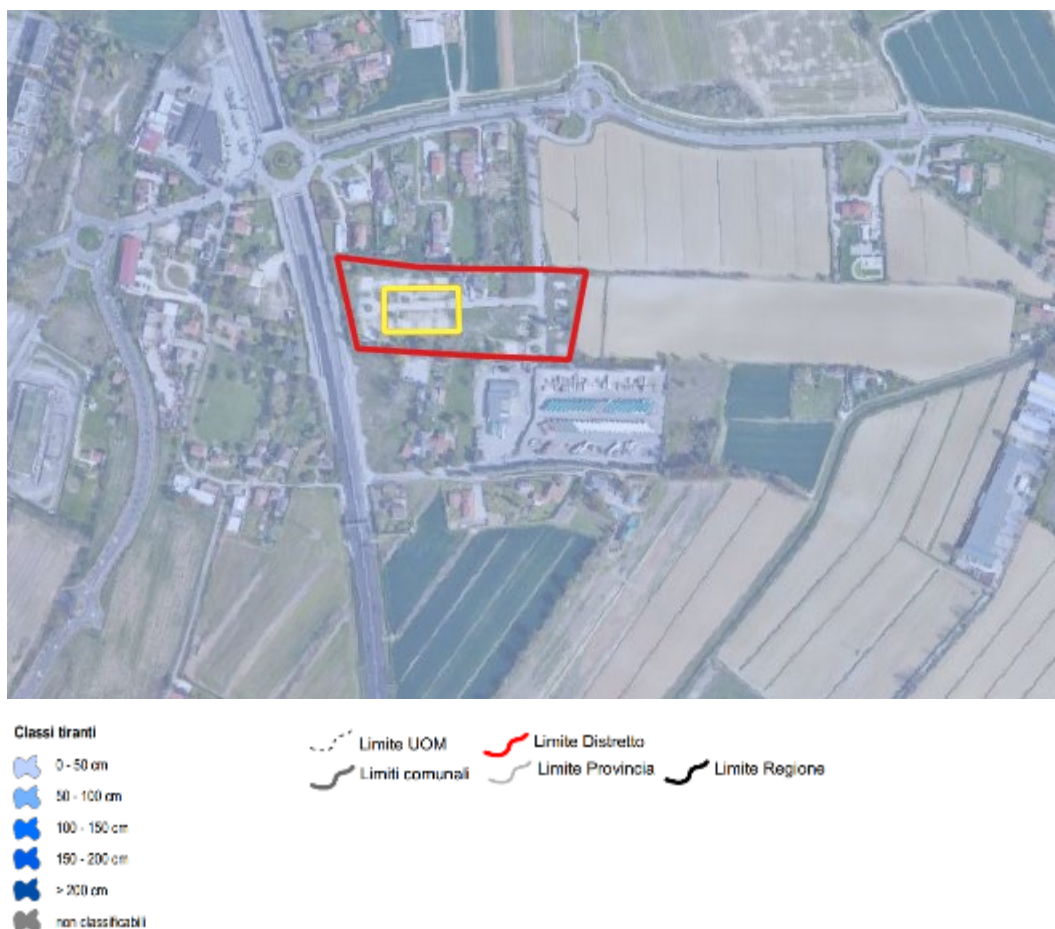 Classi tiranti
0 - 50 cm
50 - 100 cm
100 - 150 cm
150 - 200 cm
> 200 cm
non classificabili
Limite UOM
Limite Distretto
Limiti comunali
Limite Provincia
Limite Regione